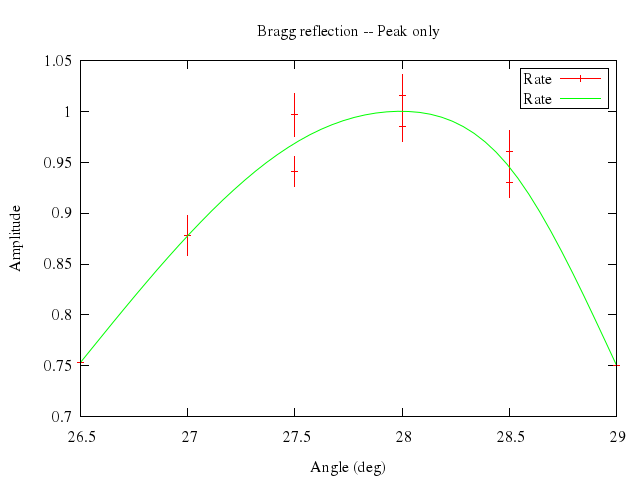 Bragg reflection -- Peak only
1.05
Rate
Rate
1
0.95
0.9
0.85
0.8
0.75
0.7
Amplitude
26.5 27 27.5 28 28.5 29
Angle (deg)